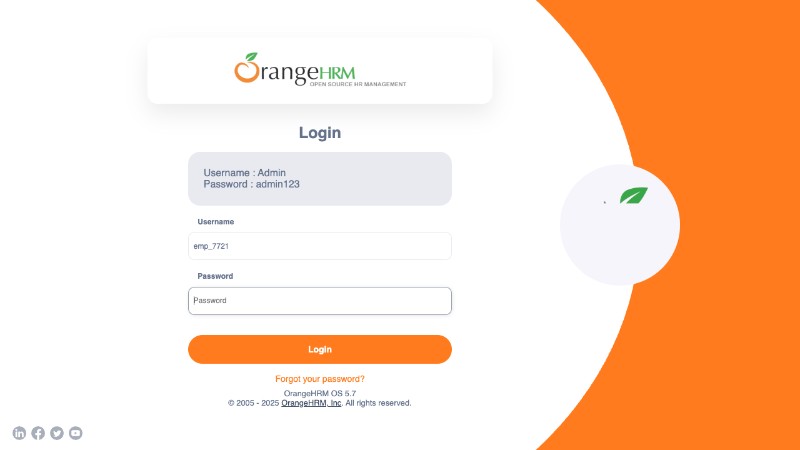 OrangeHRM
OPEN SOURCE HR MANAGEMENT
Login
Username : Admin
Password : admin123
Username
emp_7721
Password
Password
Login
Forgot your password?
OrangeHRM OS 5.7
© 2005 - 2025 OrangeHRM, Inc. All rights reserved.
in